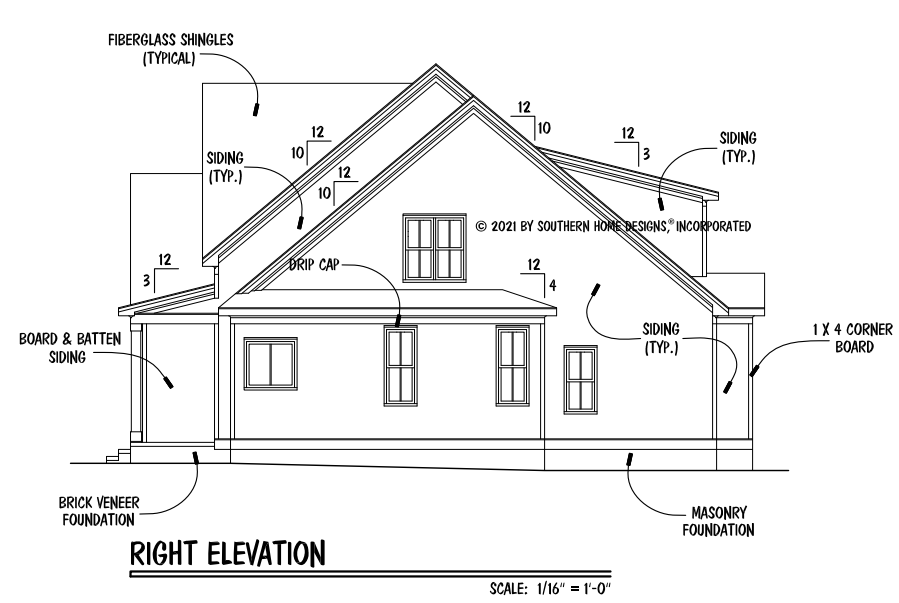 FIBERGLASS SHINGLES
(TYPICAL)
12
10
12
10
12
10
12
3
SIDING
(TYP.)
SIDING
(TYP.)
© 2021 BY SOUTHERN HOME DESIGNS,® INCORPORATED
DRIP CAP
12
3
12
4
BOARD & BATTEN
SIDING
SIDING
(TYP.)
1 X 4 CORNER
BOARD
BRICK VENEER
FOUNDATION
MASONRY
FOUNDATION
RIGHT ELEVATION
SCALE: 1/16" = 1'-0"